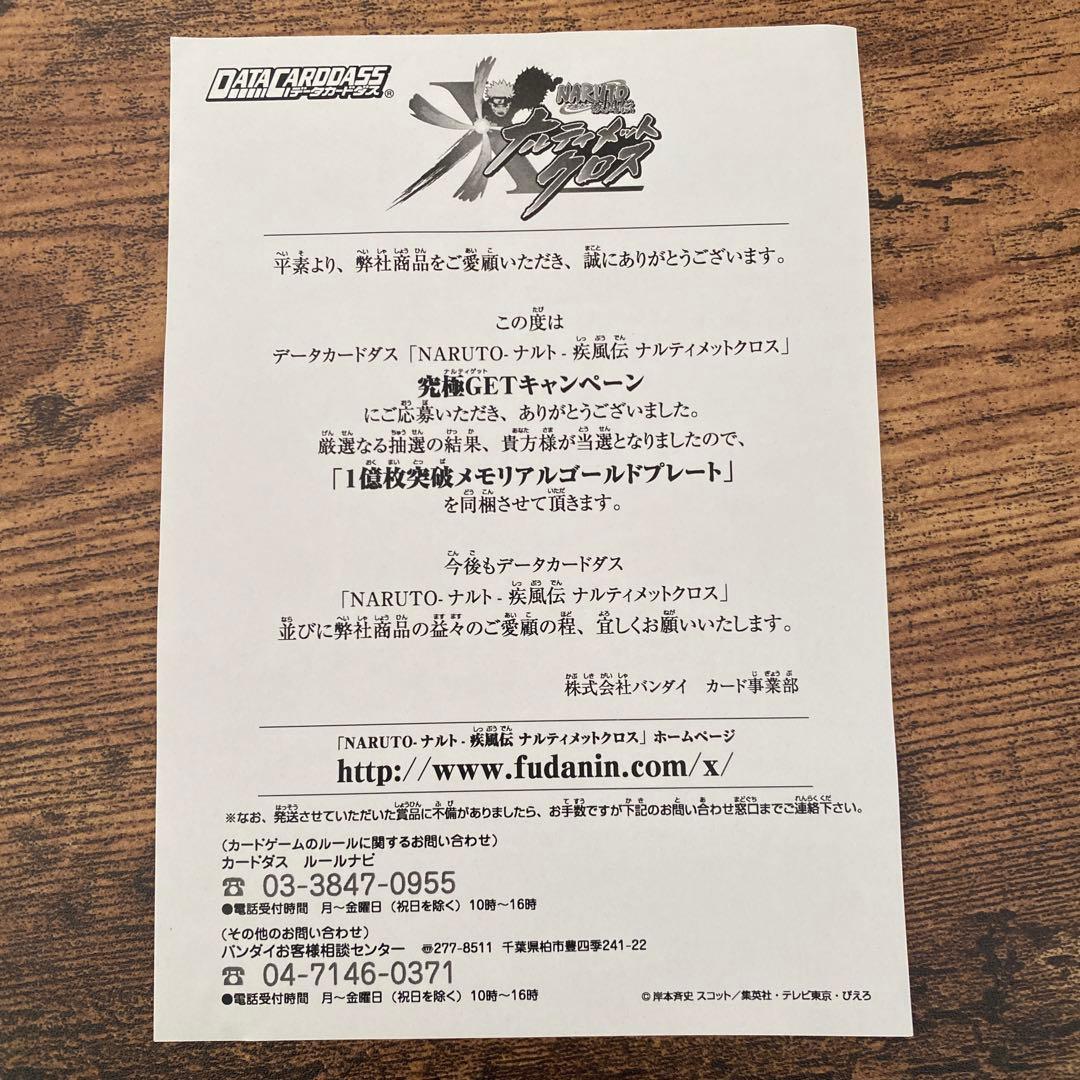 DATA CARDDASS
データカードダス®
NARUTO
ナルティメット
クロス
平素より、弊社商品をご愛顧いただき、誠にありがとうございます。
この度は
データカードダス「NARUTO-ナルト- 疾風伝 ナルティメットクロス」
究極GETキャンペーン
にご応募いただき、ありがとうございました。
厳選なる抽選の結果、貴方様が当選となりましたので、
「1億枚突破メモリアルゴールドプレート」
を同梱させて頂きます。
今後もデータカードダス
「NARUTO-ナルト- 疾風伝 ナルティメットクロス」
並びに弊社商品の益々のご愛顧の程、宜しくお願いいたします。
株式会社バンダイ カード事業部
「NARUTO-ナルト- 疾風伝 ナルティメットクロス」ホームページ
http://www.fudanin.com/x/
※なお、発送させていただいた賞品に不備がありましたら、お手数ですが下記のお問い合わせ窓口までご連絡下さい。
(カードゲームのルールに関するお問い合わせ)
カードダス ルールナビ
☎ 03-3847-0955
●電話受付時間 月〜金曜日(祝日を除く)10時〜16時
(その他のお問い合わせ)
バンダイお客様相談センター 〠277-8511 千葉県柏市豊四季241-22
☎ 04-7146-0371
●電話受付時間 月〜金曜日(祝日を除く)10時〜16時
©岸本斉史 スコット/集英社・テレビ東京・ぴえろ